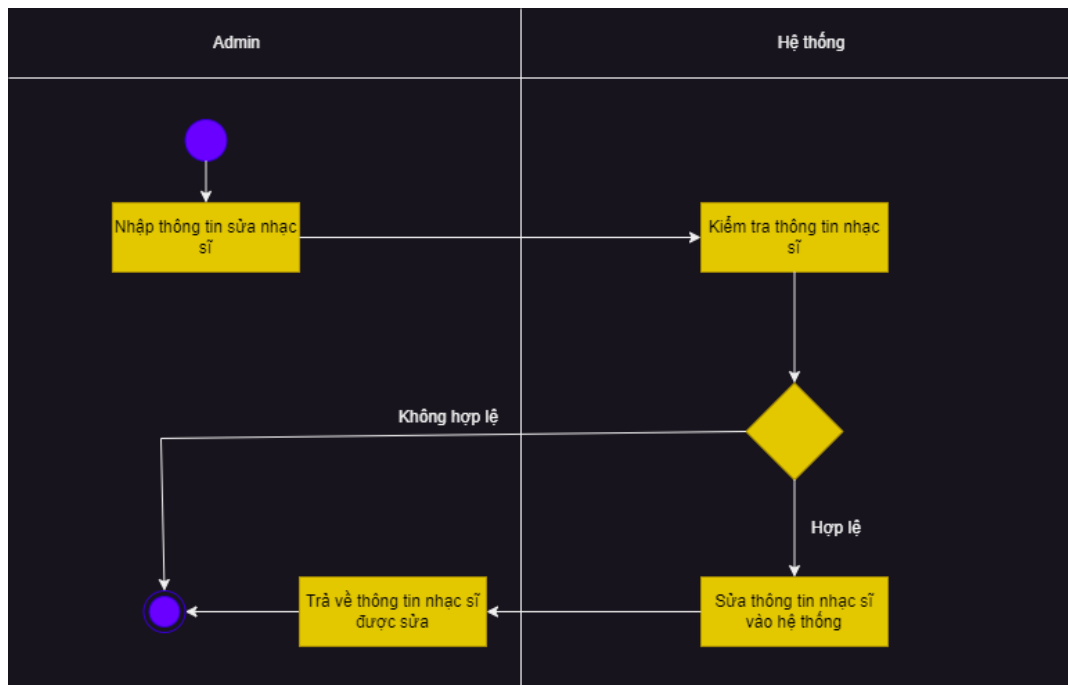 Admin
Hệ thống
Nhập thông tin sửa nhạc
sĩ
Kiểm tra thông tin nhạc
sĩ
Không hợp lệ
Hợp lệ
Trả về thông tin nhạc sĩ
được sửa
Sửa thông tin nhạc sĩ
vào hệ thống